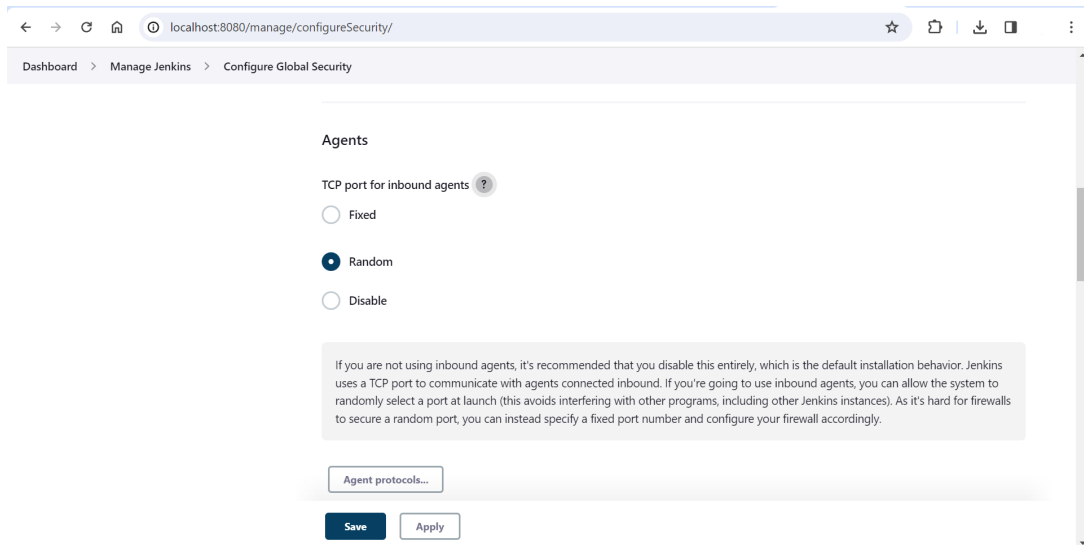 localhost:8080/manage/configureSecurity/
Dashboard > Manage Jenkins > Configure Global Security
Agents
TCP port for inbound agents ?
Fixed
Random
Disable
If you are not using inbound agents, it's recommended that you disable this entirely, which is the default installation behavior. Jenkins
uses a TCP port to communicate with agents connected inbound. If you're going to use inbound agents, you can allow the system to
randomly select a port at launch (this avoids interfering with other programs, including other Jenkins instances). As it's hard for firewalls
to secure a random port, you can instead specify a fixed port number and configure your firewall accordingly.
Agent protocols...
Save Apply